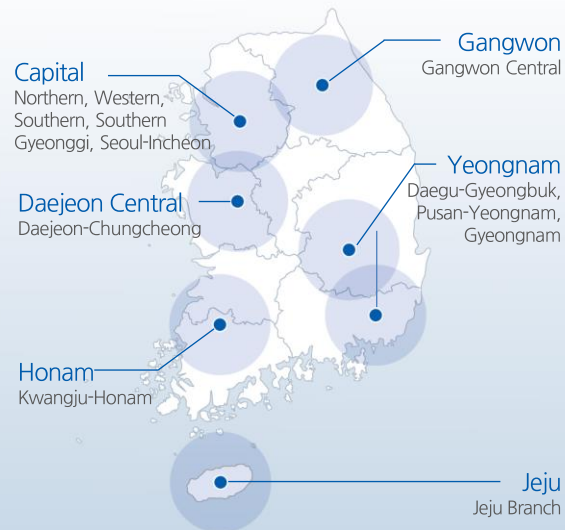 Capital
Northern, Western,
Southern, Southern
Gyeonggi, Seoul-Incheon
Daejeon Central
Daejeon-Chungcheong
Honam
Kwangju-Honam
Gangwon
Gangwon Central
Yeongnam
Daegu-Gyeongbuk,
Pusan-Yeongnam,
Gyeongnam
Jeju
Jeju Branch